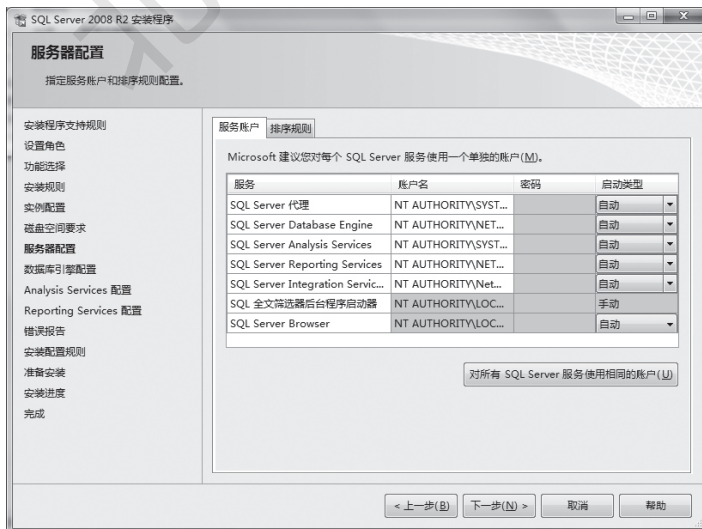 SQL Server 2008 R2 安装程序
服务器配置
指定服务账户和排序规则配置。
安装程序支持规则
设置角色
功能选择
安装规则
实例配置
磁盘空间要求
服务器配置
数据库引擎配置
Analysis Services 配置
Reporting Services 配置
错误报告
安装配置规则
准备安装
安装进度
完成
服务账户 排序规则
Microsoft 建议您对每个 SQL Server 服务使用一个单独的账户(M)。
服务 账户名 密码 启动类型
SQL Server 代理 NT AUTHORITY\SYST... 自动
SQL Server Database Engine NT AUTHORITY\NET... 自动
SQL Server Analysis Services NT AUTHORITY\SYST... 自动
SQL Server Reporting Services NT AUTHORITY\NET... 自动
SQL Server Integration Servic... NT AUTHORITY\Net... 自动
SQL 全文筛选器后台程序启动器 NT AUTHORITY\LOC... 手动
SQL Server Browser NT AUTHORITY\LOC... 自动
对所有 SQL Server 服务使用相同的账户(U)
< 上一步(B) 下一步(N) > 取消 帮助